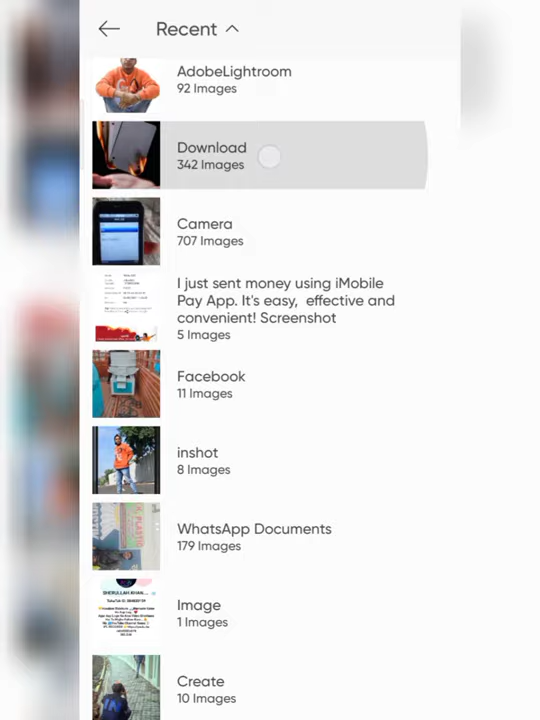 Recent
AdobeLightroom
92 Images
Download
342 Images
Camera
707 Images
I just sent money using iMobile
Pay App. It's easy, effective and
convenient! Screenshot
5 Images
Facebook
11 Images
inshot
8 Images
WhatsApp Documents
179 Images
SHERULLAH KHAN
Image
1 Images
Create
10 Images